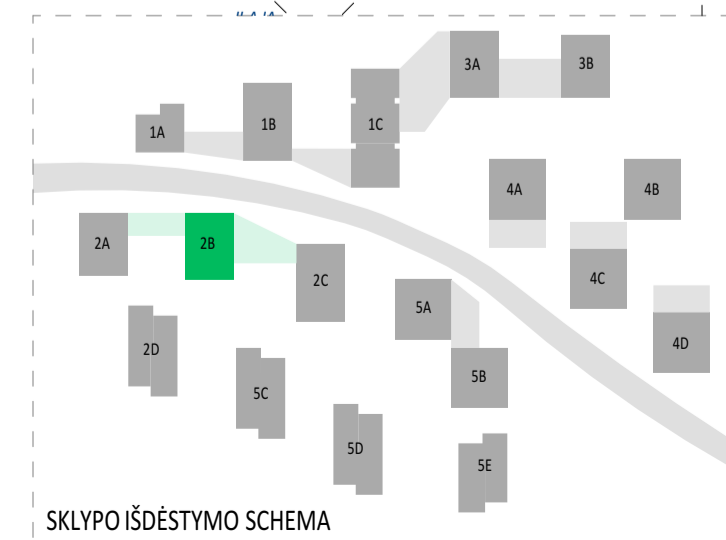 3A
3B
1A
1B
1C
4A
4B
2A
2B
2C
4C
5A
4D
2D
5B
5C
5D
5E
SKLYPO IŠDĖSTYMO SCHEMA